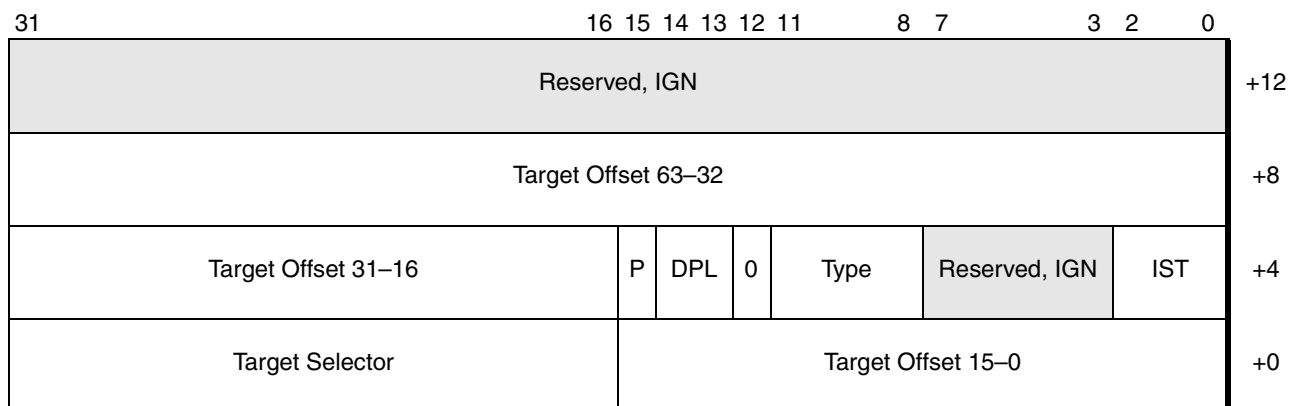 31 16 15 14 13 12 11 8 7 3 2 0
Reserved, IGN +12
Target Offset 63–32 +8
Target Offset 31–16 P DPL 0 Type Reserved, IGN IST +4
Target Selector Target Offset 15–0 +0